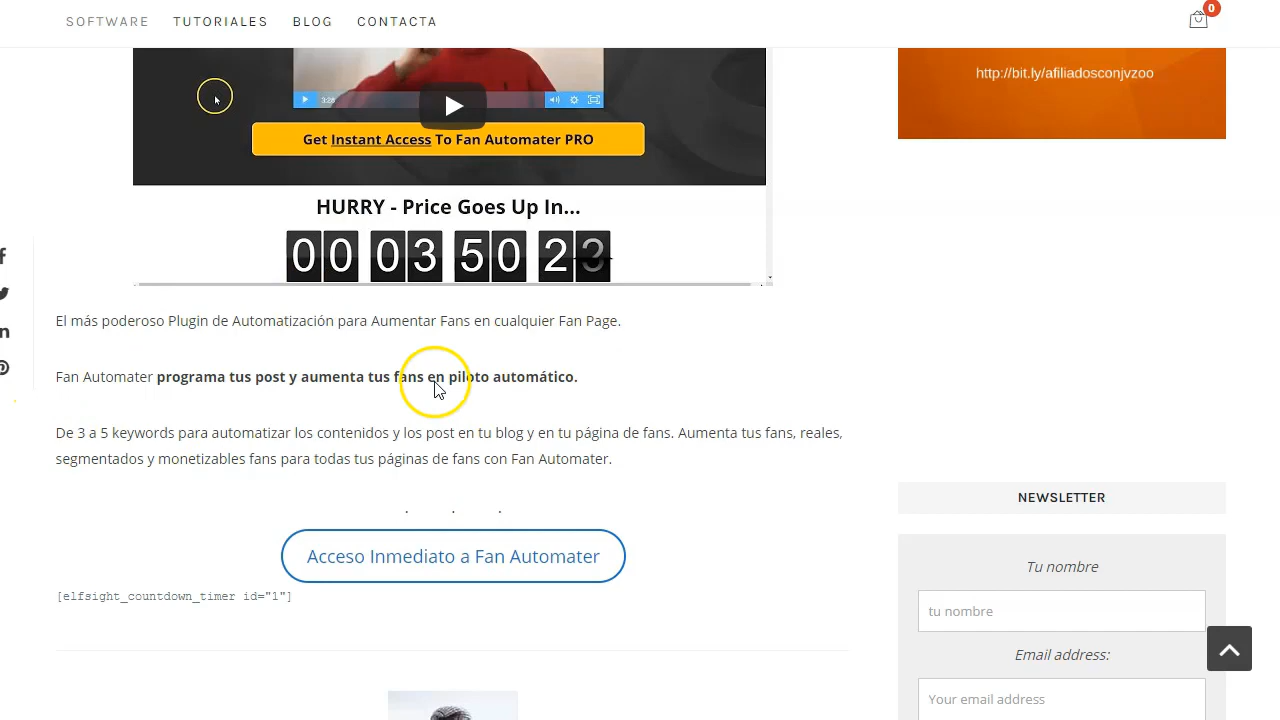 SOFTWARE TUTORIALES BLOG CONTACTA
0
http://bit.ly/afiliadosconjvzoo
3:28
Get Instant Access To Fan Automater PRO
HURRY - Price Goes Up In...
00 03 50 23
El más poderoso Plugin de Automatización para Aumentar Fans en cualquier Fan Page.
Fan Automater programa tus post y aumenta tus fans en piloto automático.
De 3 a 5 keywords para automatizar los contenidos y los post en tu blog y en tu página de fans. Aumenta tus fans, reales,
segmentados y monetizables fans para todas tus páginas de fans con Fan Automater.
. . .
Acceso Inmediato a Fan Automater
[elfsight_countdown_timer id="1"]
NEWSLETTER
Tu nombre
tu nombre
Email address:
Your email address